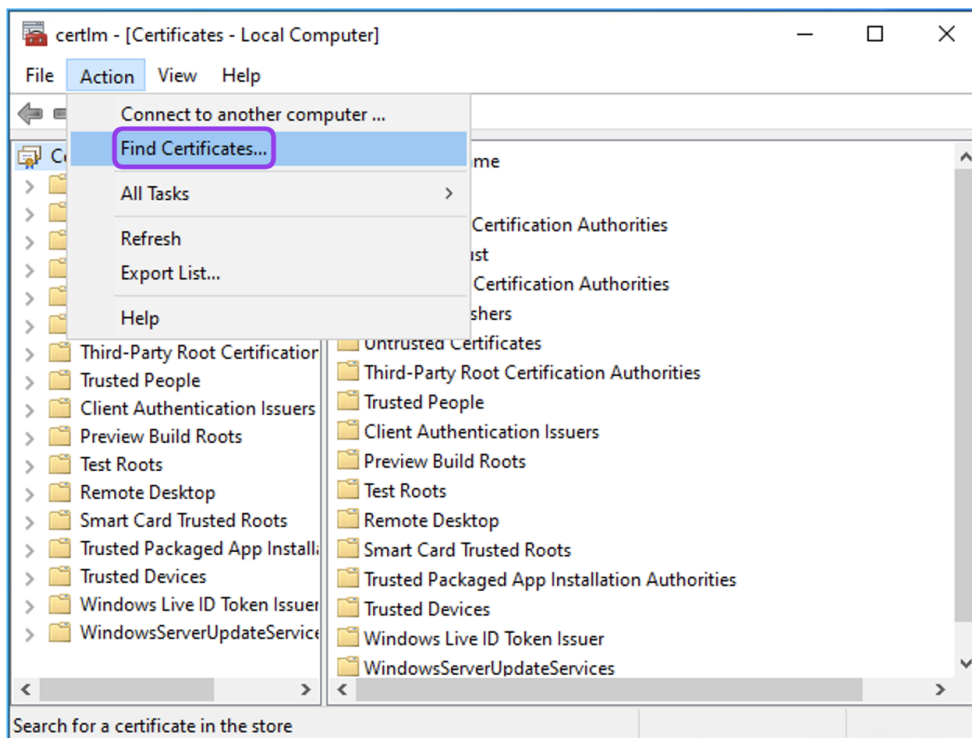 certlm - [Certificates - Local Computer]
File Action View Help
Connect to another computer ...
Find Certificates...
All Tasks
Refresh
Export List...
Help
Third-Party Root Certification
Trusted People
Client Authentication Issuers
Preview Build Roots
Test Roots
Remote Desktop
Smart Card Trusted Roots
Trusted Packaged App Install
Trusted Devices
Windows Live ID Token Issuer
WindowsServerUpdateService
Certification Authorities
Certification Authorities
Untrusted Certificates
Third-Party Root Certification Authorities
Trusted People
Client Authentication Issuers
Preview Build Roots
Test Roots
Remote Desktop
Smart Card Trusted Roots
Trusted Packaged App Installation Authorities
Trusted Devices
Windows Live ID Token Issuer
WindowsServerUpdateServices
Search for a certificate in the store